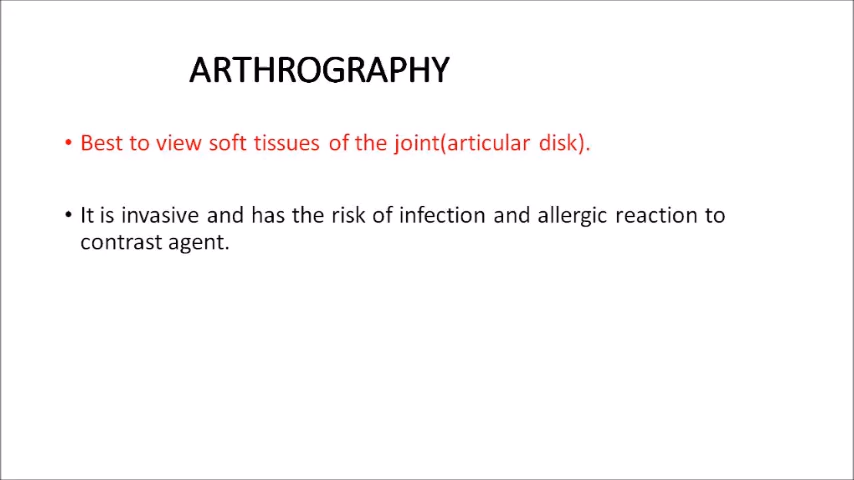 ARTHROGRAPHY
• Best to view soft tissues of the joint(articular disk).
• It is invasive and has the risk of infection and allergic reaction to
contrast agent.